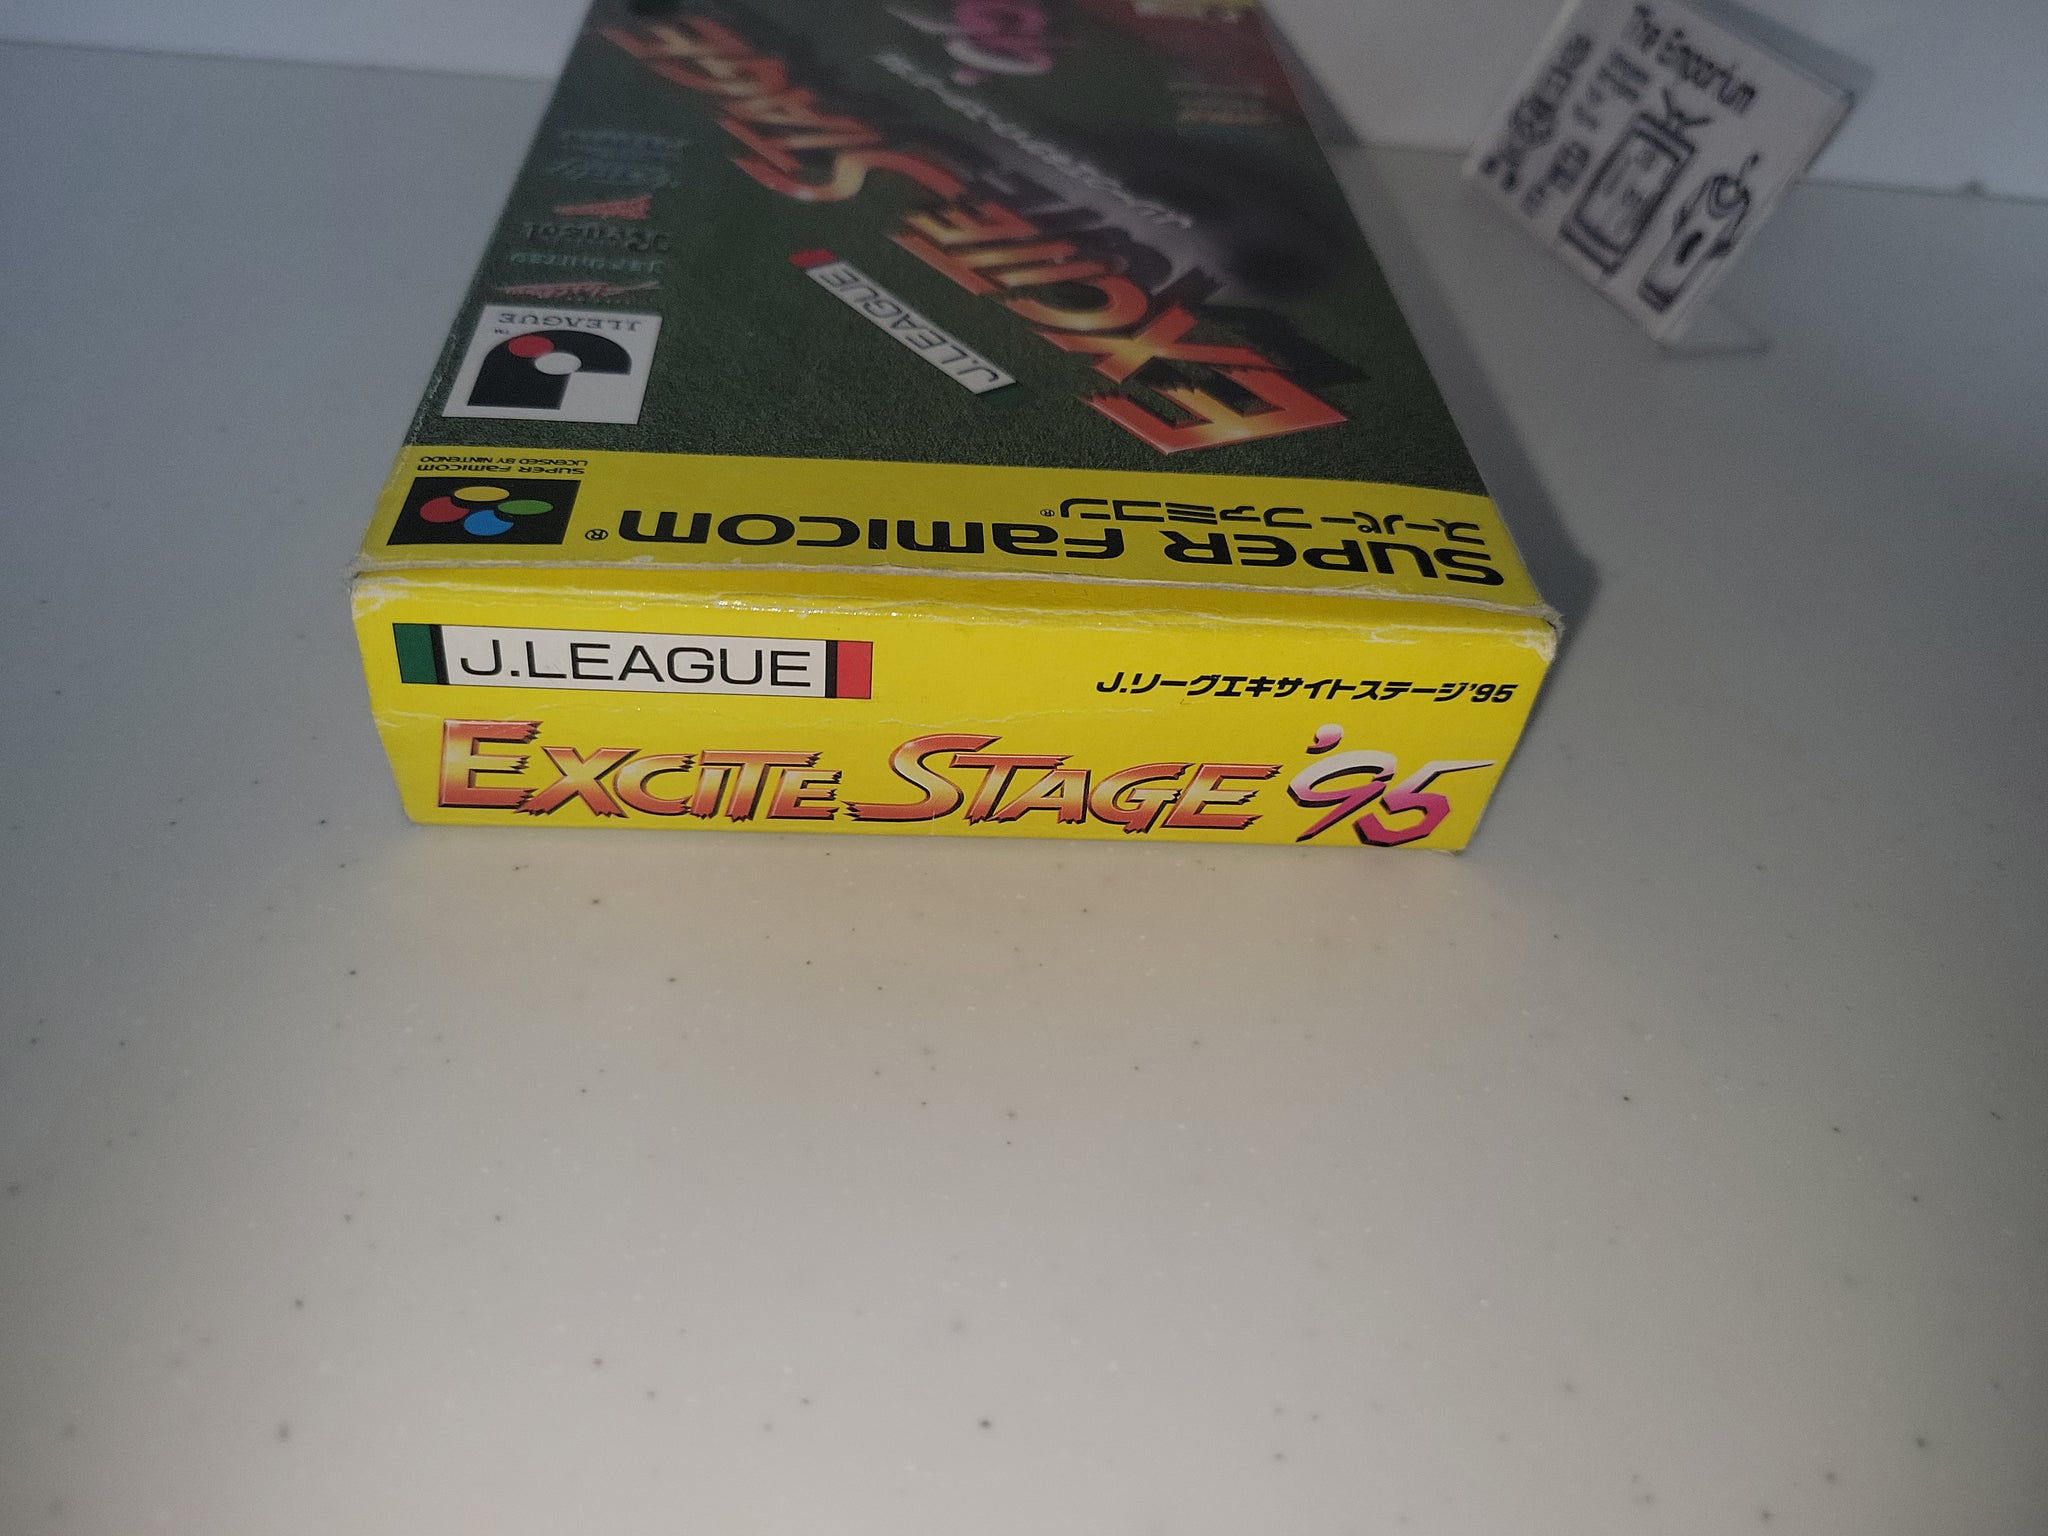 The Emporium
EXCITE STAGE
'95
J.LEAGUE
J.LEAGUE
SUPER FAMICOM
LICENSED BY NINTENDO
SUPER FAMICOM®
スーパーファミコン®
J.LEAGUE
J.リーグエキサイトステージ'95
EXCITE STAGE '95